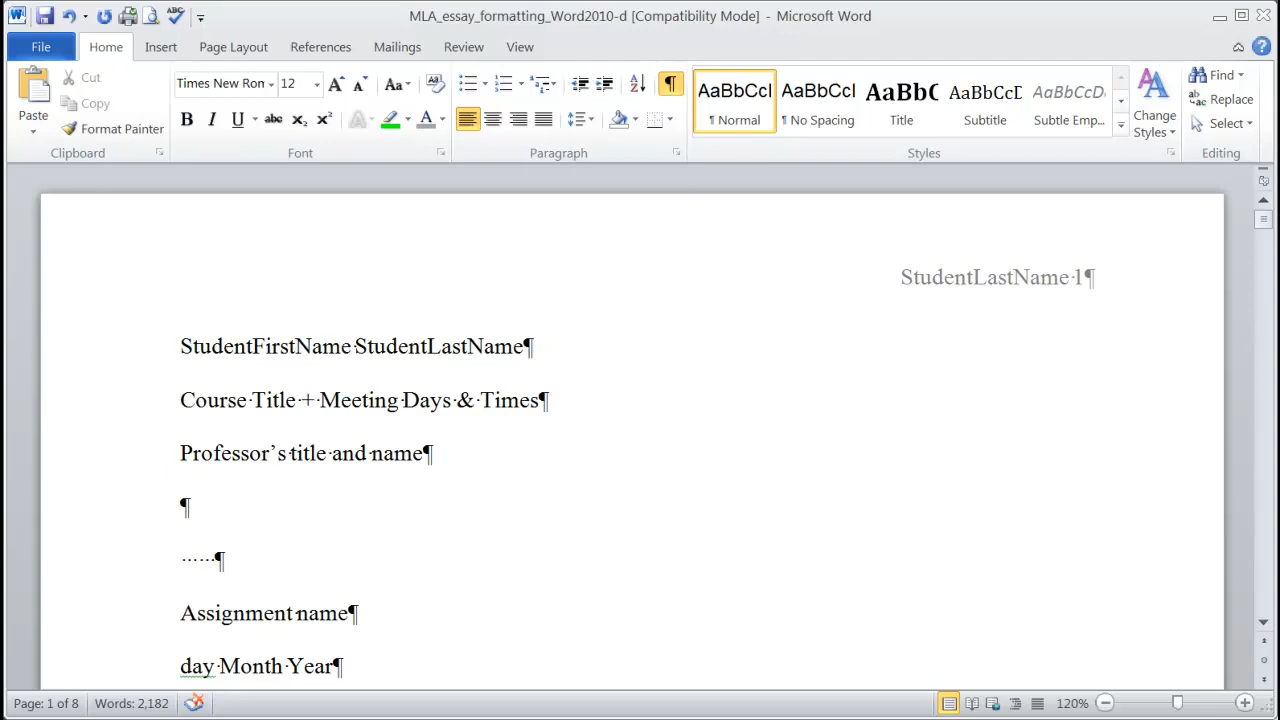 MLA_essay_formatting_Word2010-d [Compatibility Mode] - Microsoft Word
File Home Insert Page Layout References Mailings Review View
Paste
Cut
Copy
Format Painter
Clipboard
Times New Rom 12
Font
Paragraph
AaBbCcI AaBbCcI AaBbC AaBbCcD AaBbCcD
¶ Normal ¶ No Spacing Title Subtitle Subtle Emp...
Change
Styles
Styles
Find
Replace
Select
Editing
StudentLastName·1¶
StudentFirstName·StudentLastName¶
Course·Title·+·Meeting·Days·&·Times¶
Professor’s·title·and·name¶
¶
······¶
Assignment·name¶
day·Month·Year¶
Page: 1 of 8 Words: 2,182 120%